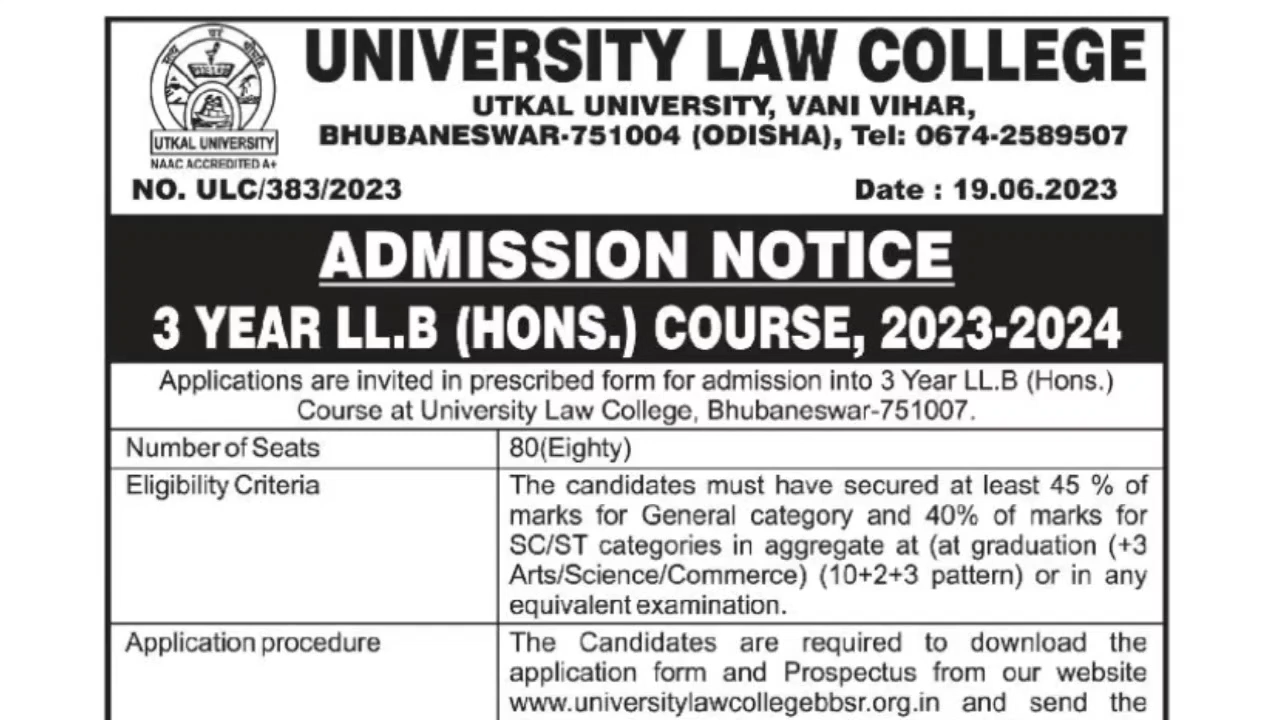 UNIVERSITY LAW COLLEGE
UTKAL UNIVERSITY, VANI VIHAR,
BHUBANESWAR-751004 (ODISHA), Tel: 0674-2589507
UTKAL UNIVERSITY
NAAC ACCREDITED A+
NO. ULC/383/2023 Date : 19.06.2023
ADMISSION NOTICE
3 YEAR LL.B (HONS.) COURSE, 2023-2024
Applications are invited in prescribed form for admission into 3 Year LL.B (Hons.)
Course at University Law College, Bhubaneswar-751007.
Number of Seats 80(Eighty)
Eligibility Criteria The candidates must have secured at least 45 % of
marks for General category and 40% of marks for
SC/ST categories in aggregate at (at graduation (+3
Arts/Science/Commerce) (10+2+3 pattern) or in any
equivalent examination.
Application procedure The Candidates are required to download the
application form and Prospectus from our website
www.universitylawcollegebbsr.org.in and send the